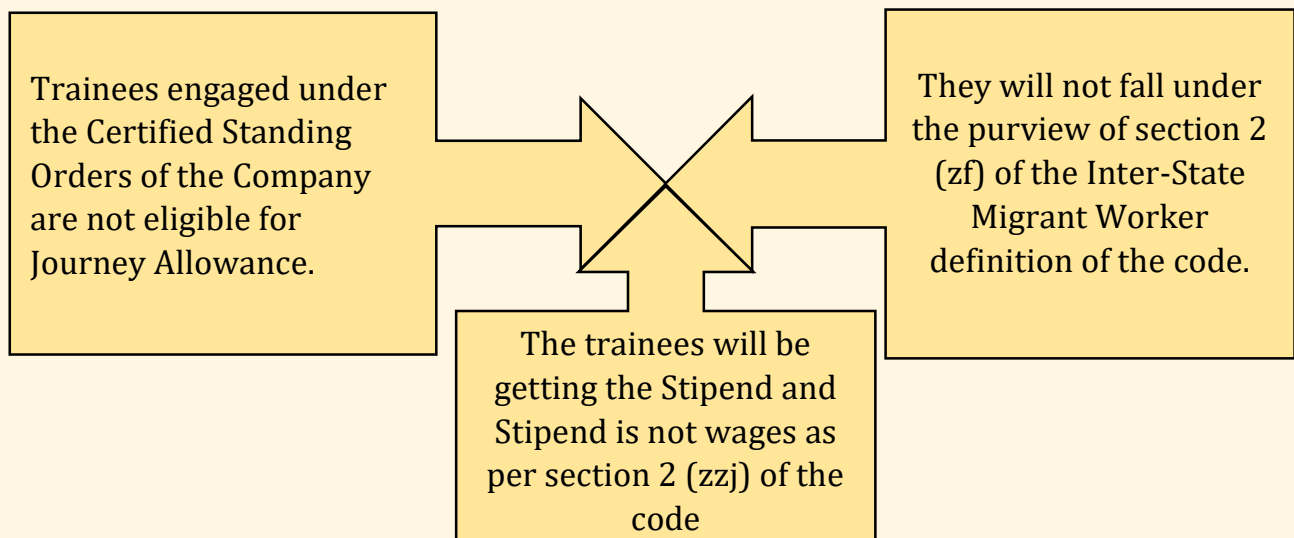 Trainees engaged under
the Certified Standing
Orders of the Company
are not eligible for
Journey Allowance.
They will not fall under
the purview of section 2
(zf) of the Inter-State
Migrant Worker
definition of the code.
The trainees will be
getting the Stipend and
Stipend is not wages as
per section 2 (zzj) of the
code